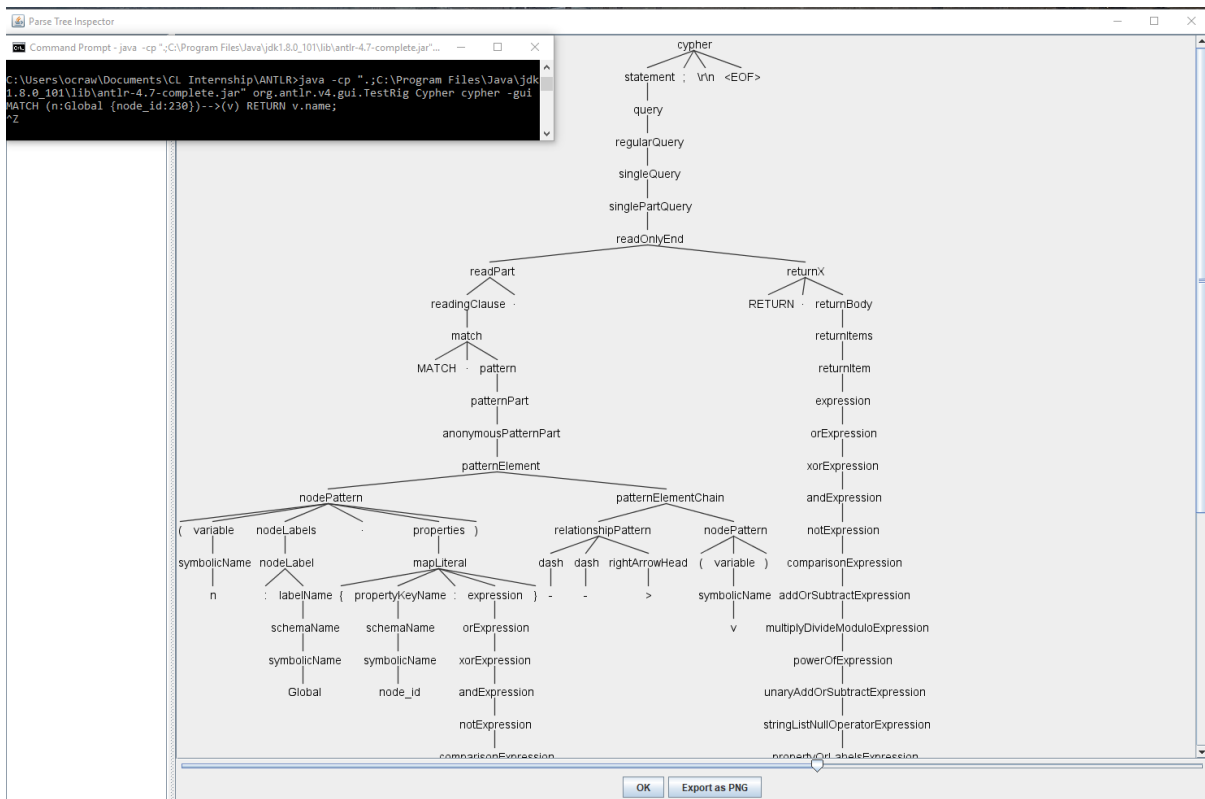 Parse Tree Inspector
Command Prompt - java -cp ".;C:\Program Files\Java\jdk1.8.0_101\lib\antlr-4.7-complete.jar"...
C:\Users\ocraw\Documents\CL Internship\ANTLR>java -cp ".;C:\Program Files\Java\jdk
1.8.0_101\lib\antlr-4.7-complete.jar" org.antlr.v4.gui.TestRig Cypher cypher -gui
MATCH (n:Global {node_id:230})-->(v) RETURN v.name;
^Z
cypher
statement ; \r\n <EOF>
query
regularQuery
singleQuery
singlePartQuery
readOnlyEnd
readPart returnX
readingClause · RETURN · returnBody
match returnItems
MATCH · pattern returnItem
patternPart expression
anonymousPatternPart orExpression
patternElement xorExpression
nodePattern patternElementChain andExpression
( variable nodeLabels · properties ) relationshipPattern nodePattern notExpression
symbolicName nodeLabel mapLiteral dash dash rightArrowHead ( variable ) comparisonExpression
n : labelName { propertyKeyName : expression } - - > symbolicName addOrSubtractExpression
schemaName schemaName orExpression v multiplyDivideModuloExpression
symbolicName symbolicName xorExpression powerOfExpression
Global node_id andExpression unaryAddOrSubtractExpression
notExpression stringListNullOperatorExpression
comparisonExpression propertyOrLabelsExpression
OK Export as PNG